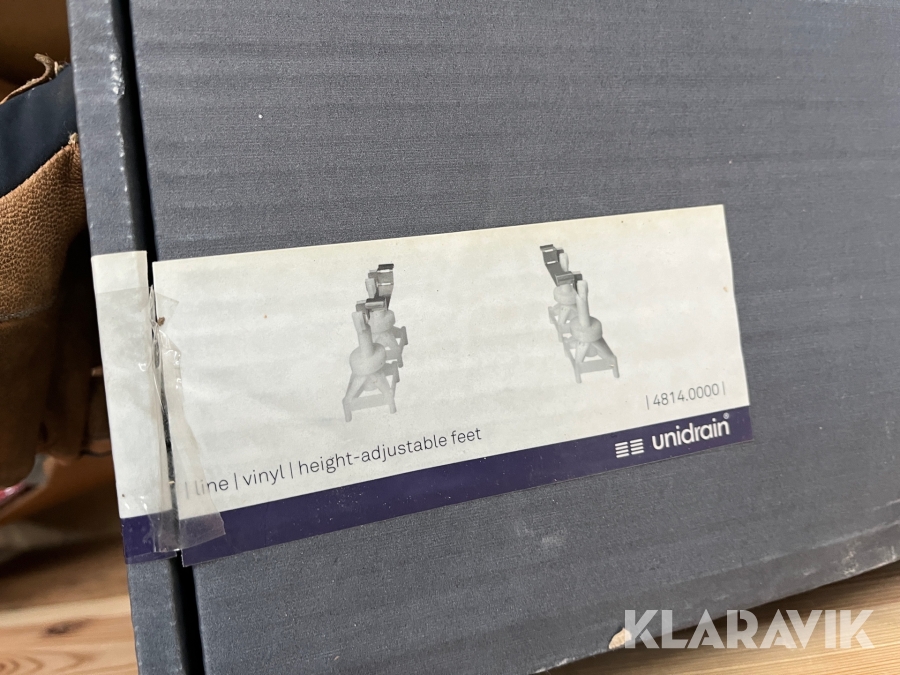 | 4814.0000 |
| line | vinyl | height-adjustable feet
unidrain®
KLARAVIK